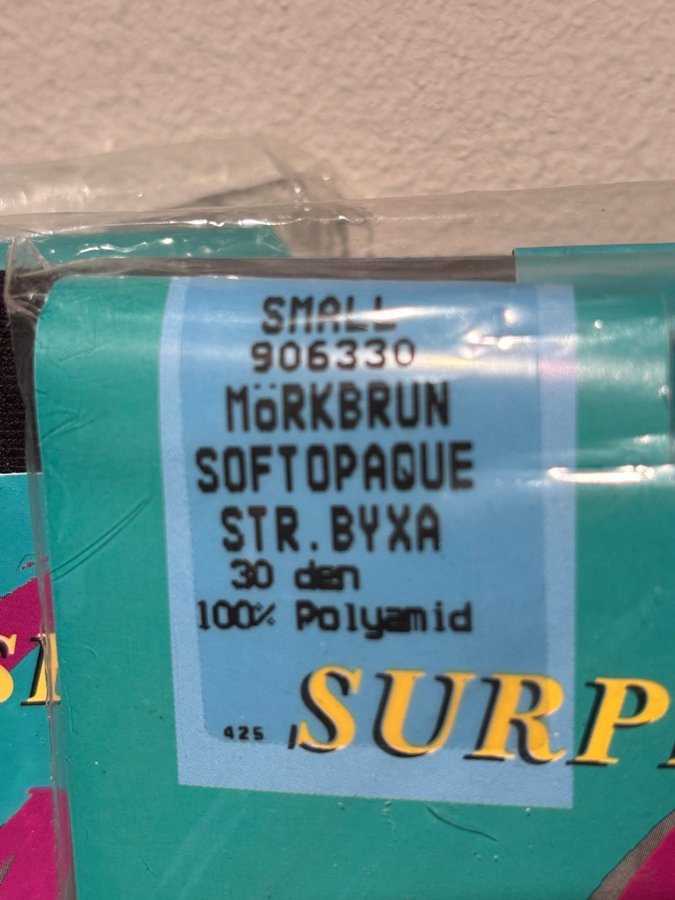 SMALL
906330
MöRKBRUN
SOFTOPAQUE
STR.BYXA
30 den
100% Polyamid
425
SURP